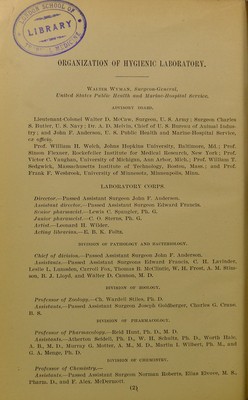 LONDON SCHOOL OF
LIBRARY
MEDICINE
ORGANIZATION OF HYGIENIC LABORATORY.
WALTER WYMAN, Surgeon-General,
United States Public Health and Marine-Hospital Service.
ADVISORY BOARD.
Lieutenant-Colonel Walter D. McCaw, Surgeon, U. S. Army; Surgeon Charles
S. Butler, U. S. Navy; Dr. A. D. Melvin, Chief of U. S. Bureau of Animal Indus-
try; and John F. Anderson, U. S. Public Health and Marine-Hospital Service,
ex officio.
Prof. William H. Welch, Johns Hopkins University, Baltimore, Md.; Prof.
Simon Flexner, Rockefeller Institute for Medical Research, New York; Prof.
Victor C. Vaughan, University of Michigan, Ann Arbor, Mich.; Prof. William T.
Sedgwick, Massachusetts Institute of Technology, Boston, Mass.; and Prof.
Frank F. Wesbrook, University of Minnesota, Minneapolis, Minn.
LABORATORY CORPS
Director.—Passed Assistant Surgeon John F. Anderson.
Assistant director.—Passed Assistant Surgeon Edward Francis.
Senior pharmacist.—Lewis C. Spangler, Ph. G.
Junior pharmacist.—C. O. Sterns, Ph. G.
Artist.—Leonard H. Wilder.
Acting librarian.—E. B. K. Foltz.
DIVISION OF PATHOLOGY AND BACTERIOLOGY.
Chief of division.—Passed Assistant Surgeon John F. Anderson.
Assistants.—Passed Assistant Surgeons Edward Francis, C. H. Lavinder,
Leslie L. Lumsden, Carroll Fox, Thomas B. McClintic, W. H. Frost, A. M. Stim-
son, B. J. Lloyd, and Walter D. Cannon, M. D.
DIVISION OF ZOOLOGY.
Professor of Zoology.—Ch. Wardell Stiles, Ph. D.
Assistants.—Passed Assistant Surgeon Joseph Goldberger, Charles G. Crane,
B. S.
DIVISION OF PHARMACOLOGY.
Professor of Pharmacology.—Reid Hunt, Ph. D., M. D.
Assistants.—Atherton Seidell, Ph. D., W. H. Schultz, Ph. D., Worth Hale,
A. B., M. D., Murray G. Motter, A. M., M. D., Martin I. Wilbert, Ph. M., and
G. A. Menge, Ph. D.
DIVISION OF CHEMISTRY.
Professor of Chemistry.—
Assistants.—Passed Assistant Surgeon Norman Roberts, Elias Elvove, M. S.,
Pharm. D., and F. Alex. McDermott.
(2)